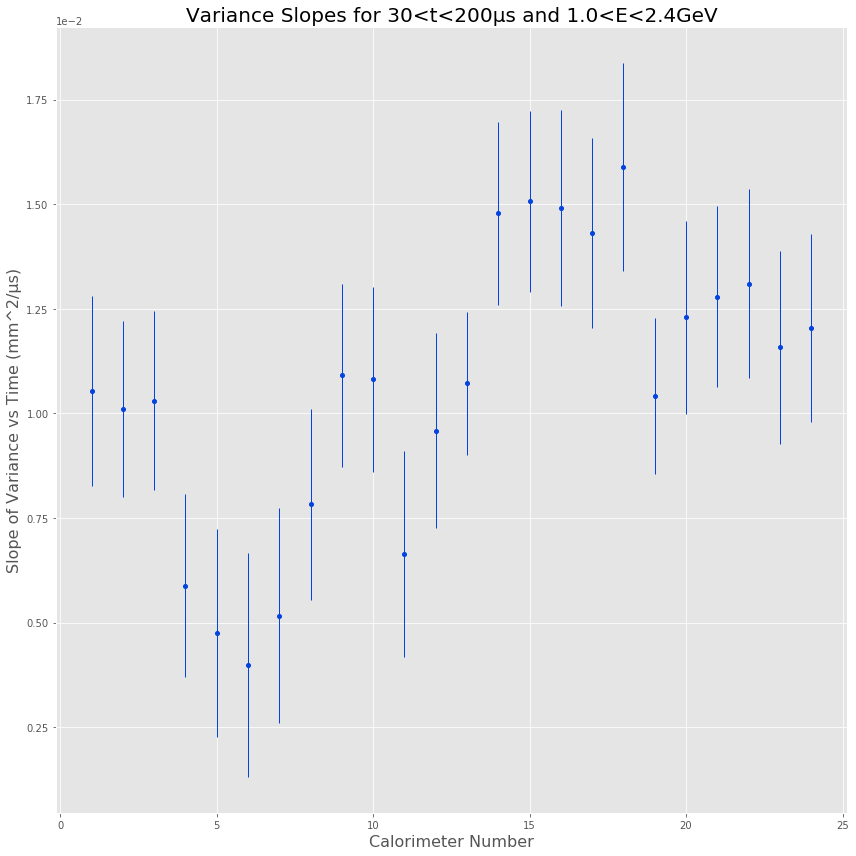 Variance Slopes for 30<t<200μs and 1.0<E<2.4GeV
1e−2
1.75
1.50
1.25
1.00
0.75
0.50
0.25
Slope of Variance vs Time (mm^2/μs)
0 5 10 15 20 25
Calorimeter Number